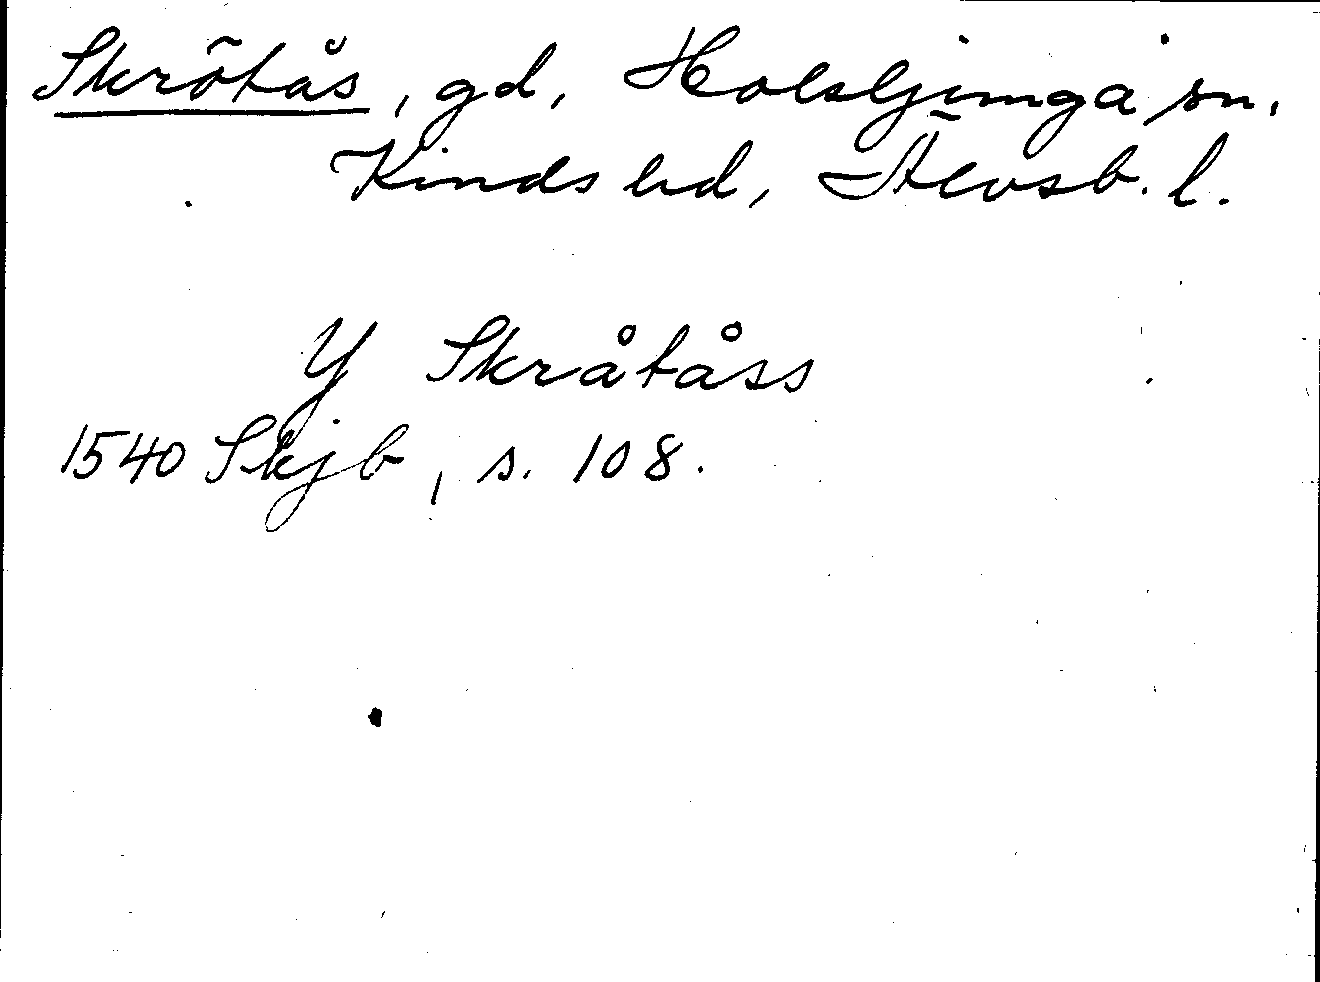 Skrötås, gd, Holsljunga sn.
Kinds hd, Älvsb. l.
Y Skråtåss
1540 Skjb, s. 108.